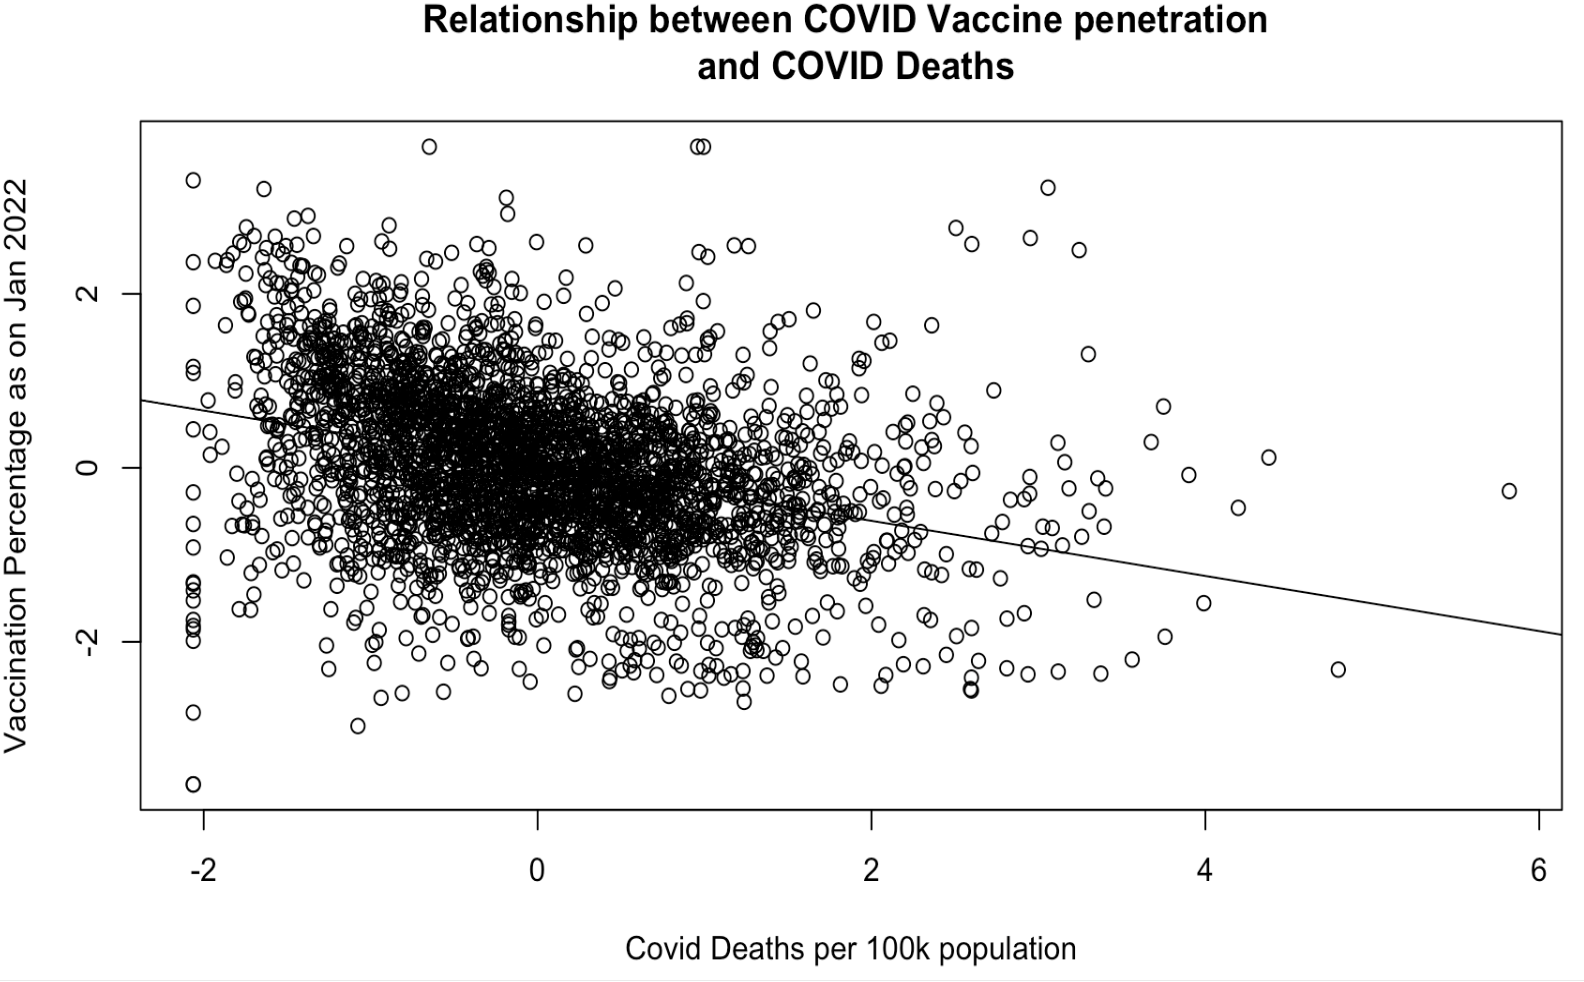 Relationship between COVID Vaccine penetration
and COVID Deaths
Vaccination Percentage as on Jan 2022
2
0
-2
-2
0
2
4
6
Covid Deaths per 100k population